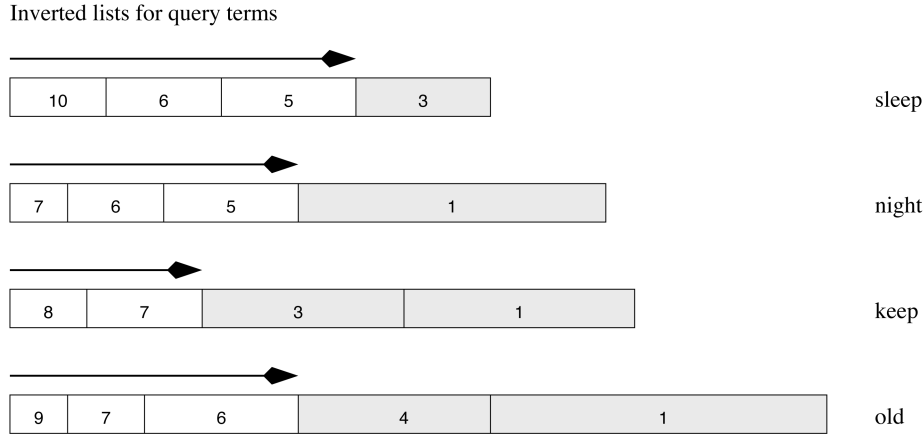 Inverted lists for query terms
10 6 5 3 sleep
7 6 5 1 night
8 7 3 1 keep
9 7 6 4 1 old